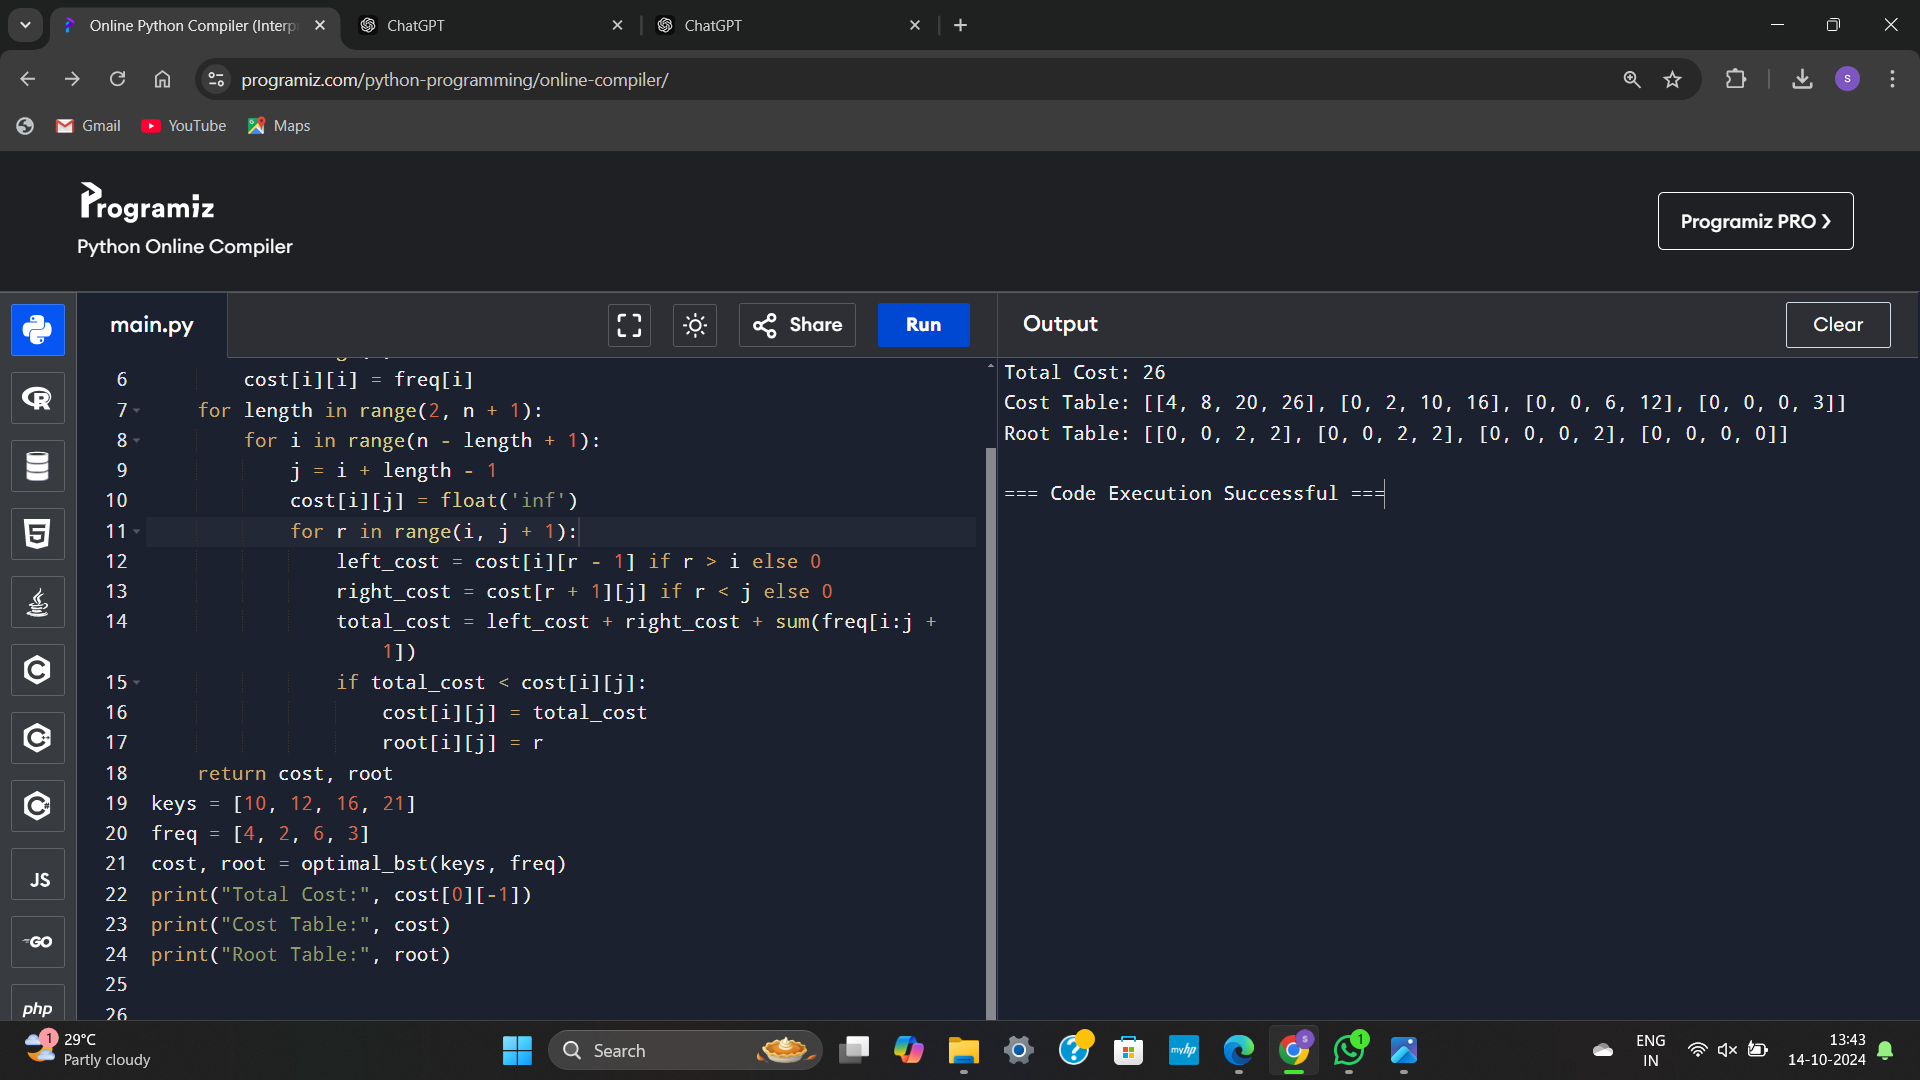 Online Python Compiler (Interp
ChatGPT
ChatGPT
programiz.com/python-programming/online-compiler/
S
Gmail
YouTube
Maps
Programiz
Python Online Compiler
Programiz PRO ❯
main.py
Share
Run
Output
Clear
6 cost[i][i] = freq[i]
7 for length in range(2, n + 1):
8 for i in range(n - length + 1):
9 j = i + length - 1
10 cost[i][j] = float('inf')
11 for r in range(i, j + 1):
12 left_cost = cost[i][r - 1] if r > i else 0
13 right_cost = cost[r + 1][j] if r < j else 0
14 total_cost = left_cost + right_cost + sum(freq[i:j +
1])
15 if total_cost < cost[i][j]:
16 cost[i][j] = total_cost
17 root[i][j] = r
18 return cost, root
19 keys = [10, 12, 16, 21]
20 freq = [4, 2, 6, 3]
21 cost, root = optimal_bst(keys, freq)
22 print("Total Cost:", cost[0][-1])
23 print("Cost Table:", cost)
24 print("Root Table:", root)
25
26
Total Cost: 26
Cost Table: [[4, 8, 20, 26], [0, 2, 10, 16], [0, 0, 6, 12], [0, 0, 0, 3]]
Root Table: [[0, 0, 2, 2], [0, 0, 2, 2], [0, 0, 0, 2], [0, 0, 0, 0]]
=== Code Execution Successful ===
R
5
C
C
C
JS
GO
php
1
29°C
Partly cloudy
Search
myhp
S
1
ENG
IN
13:43
14-10-2024